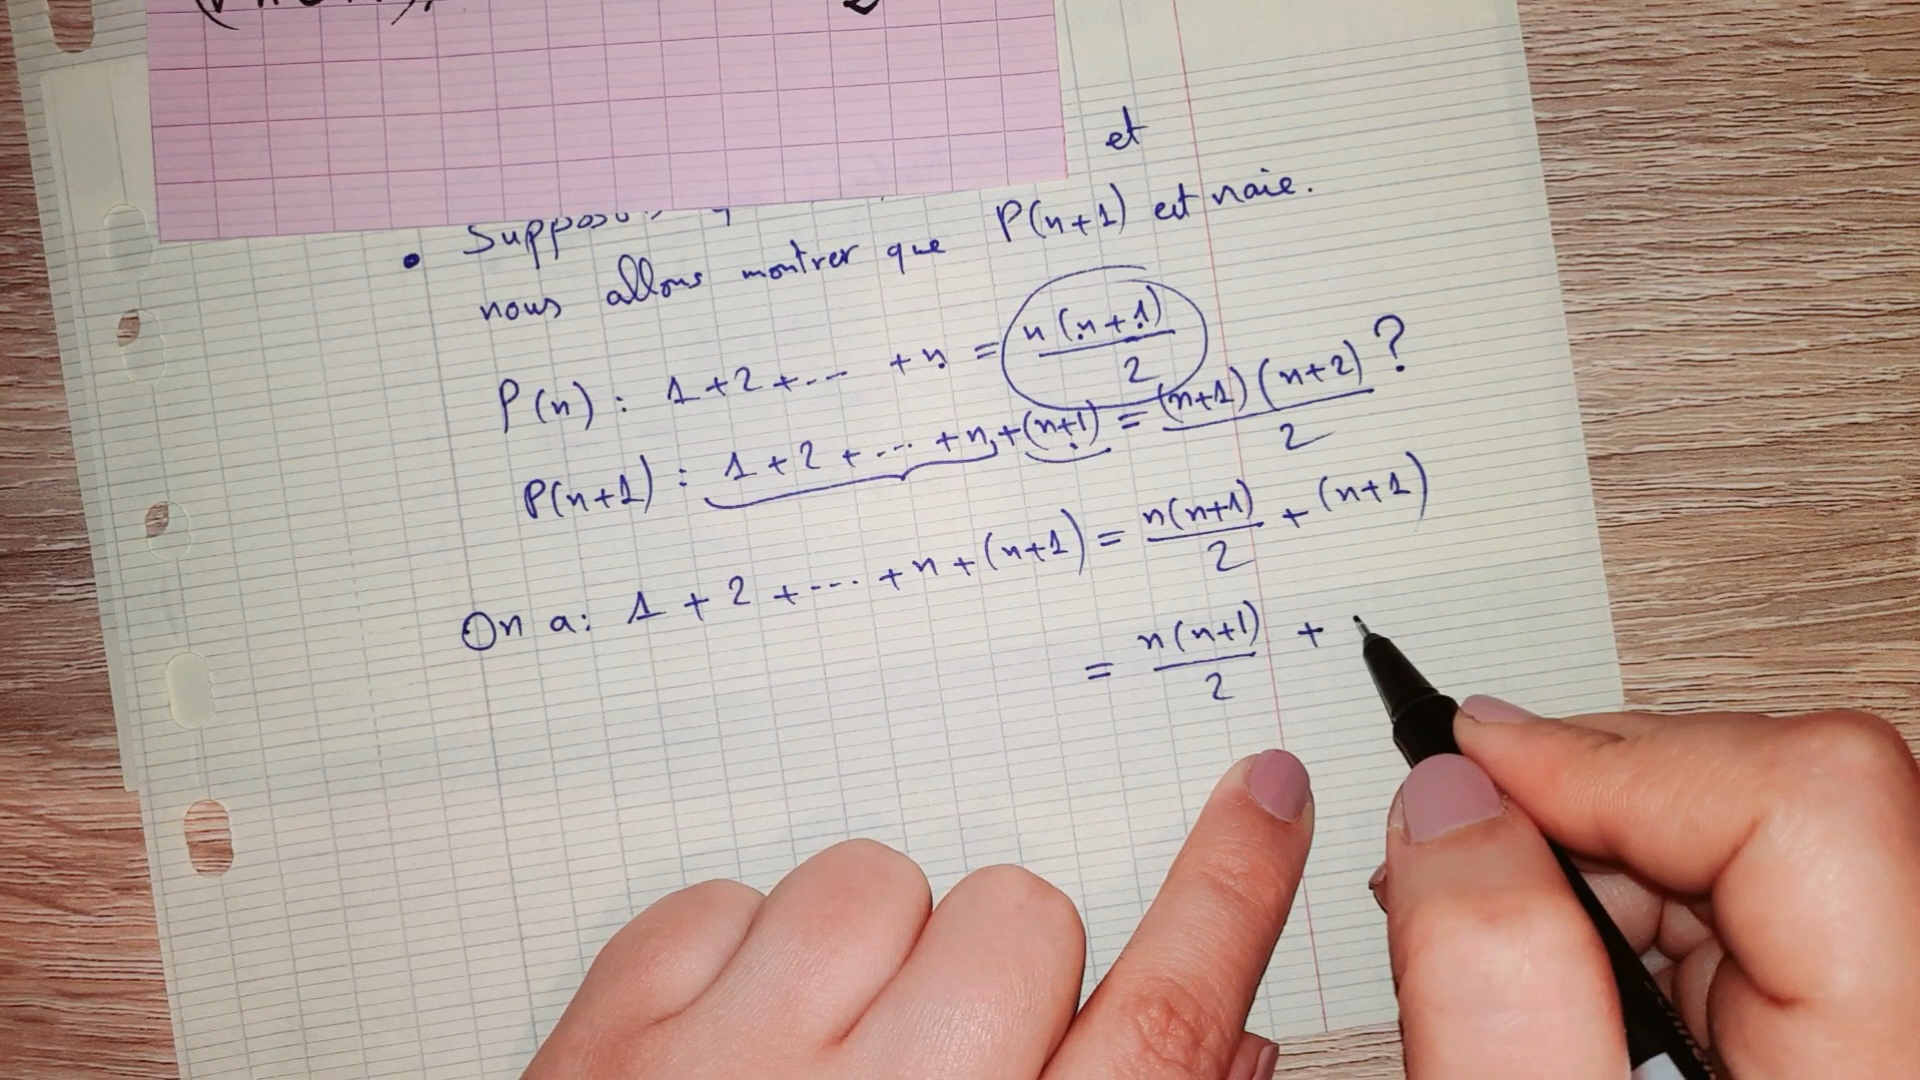 et
• Supposo
nous allons montrer que P(n+1) est vraie.
P(n) : 1+2+--- +n = n(n+1)/2
P(n+1) : 1+2+...+n+(n+1) = (n+1)(n+2)/2 ?
On a: 1+2+---+n+(n+1) = n(n+1)/2 + (n+1)
= n(n+1)/2 +